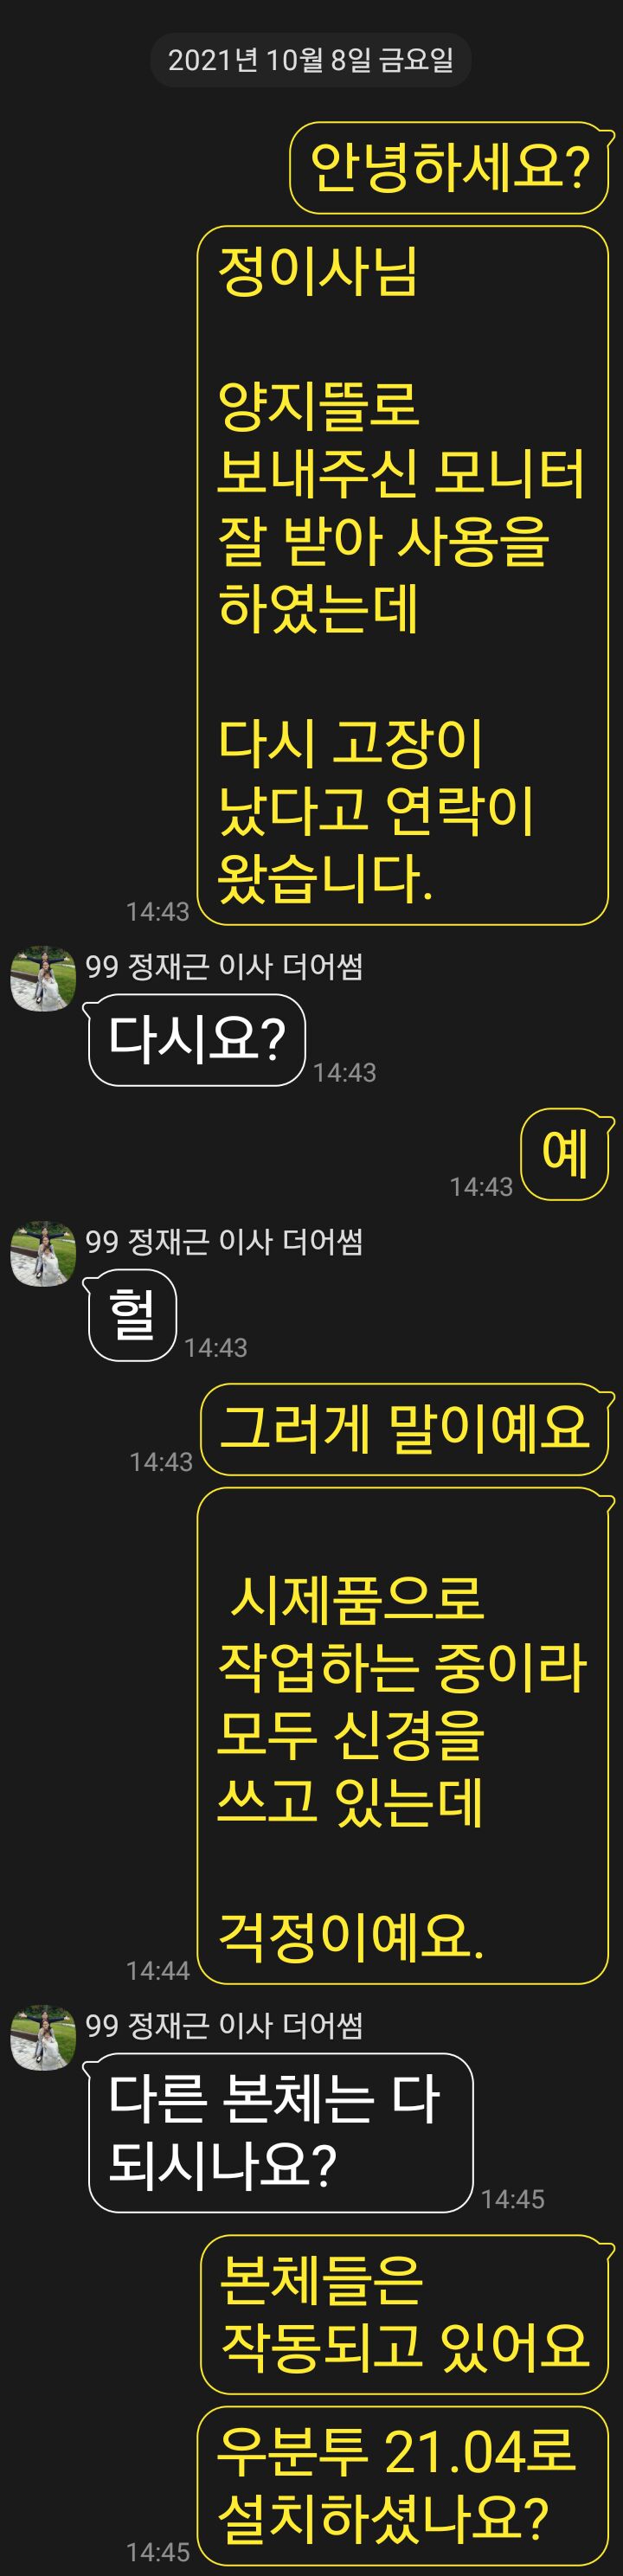 2021년 10월 8일 금요일
안녕하세요?
정이사님
양지뜰로
보내주신 모니터
잘 받아 사용을
하였는데
다시 고장이
났다고 연락이
왔습니다.
14:43
99 정재근 이사 더어썸
다시요?
14:43
예
14:43
99 정재근 이사 더어썸
헐
14:43
그러게 말이예요
14:43
시제품으로
작업하는 중이라
모두 신경을
쓰고 있는데
걱정이예요.
14:44
99 정재근 이사 더어썸
다른 본체는 다
되시나요?
14:45
본체들은
작동되고 있어요
우분투 21.04로
설치하셨나요?
14:45